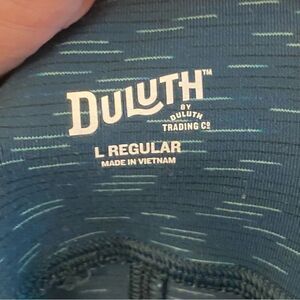 DULUTH™
BY
DULUTH
TRADING Cº
L REGULAR
MADE IN VIETNAM